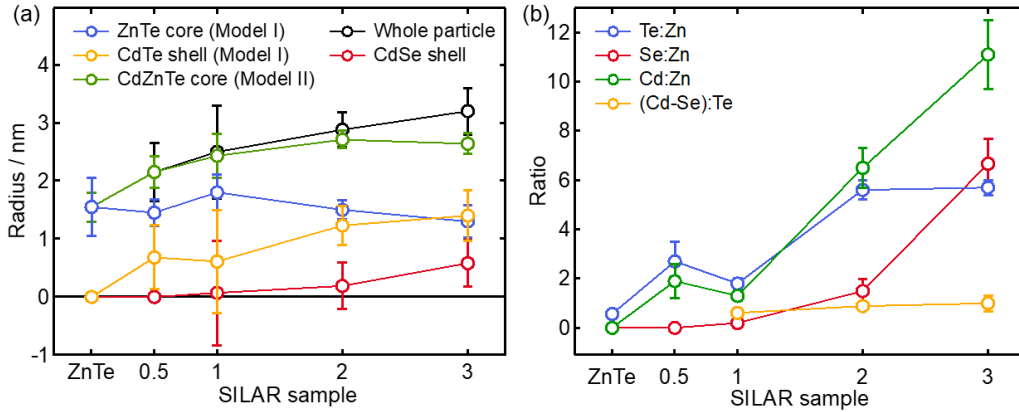 (a)
ZnTe core (Model I)
CdTe shell (Model I)
CdZnTe core (Model II)
Whole particle
CdSe shell
Radius / nm
4
3
2
1
0
-1
ZnTe 0.5 1 2 3
SILAR sample
(b)
Te:Zn
Se:Zn
Cd:Zn
(Cd-Se):Te
Ratio
12
10
8
6
4
2
0
ZnTe 0.5 1 2 3
SILAR sample